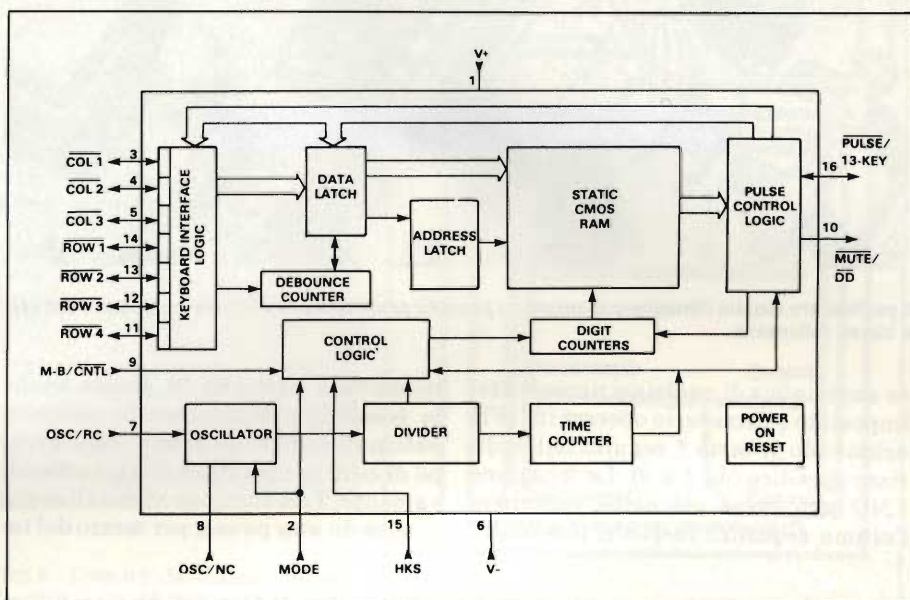 V+
1
COL 1
3
COL 2
4
COL 3
5
ROW 1
14
ROW 2
13
ROW 3
12
ROW 4
11
M-B/CNTL
9
OSC/RC
7
KEYBOARD INTERFACE
LOGIC
DATA
LATCH
ADDRESS
LATCH
DEBOUNCE
COUNTER
STATIC
CMOS
RAM
PULSE
CONTROL
LOGIC
PULSE/
16 13-KEY
10
MUTE/
DD
CONTROL
LOGIC
DIGIT
COUNTERS
OSCILLATOR
DIVIDER
TIME
COUNTER
POWER
ON
RESET
8
2
15
6
OSC/NC
MODE
HKS
V-